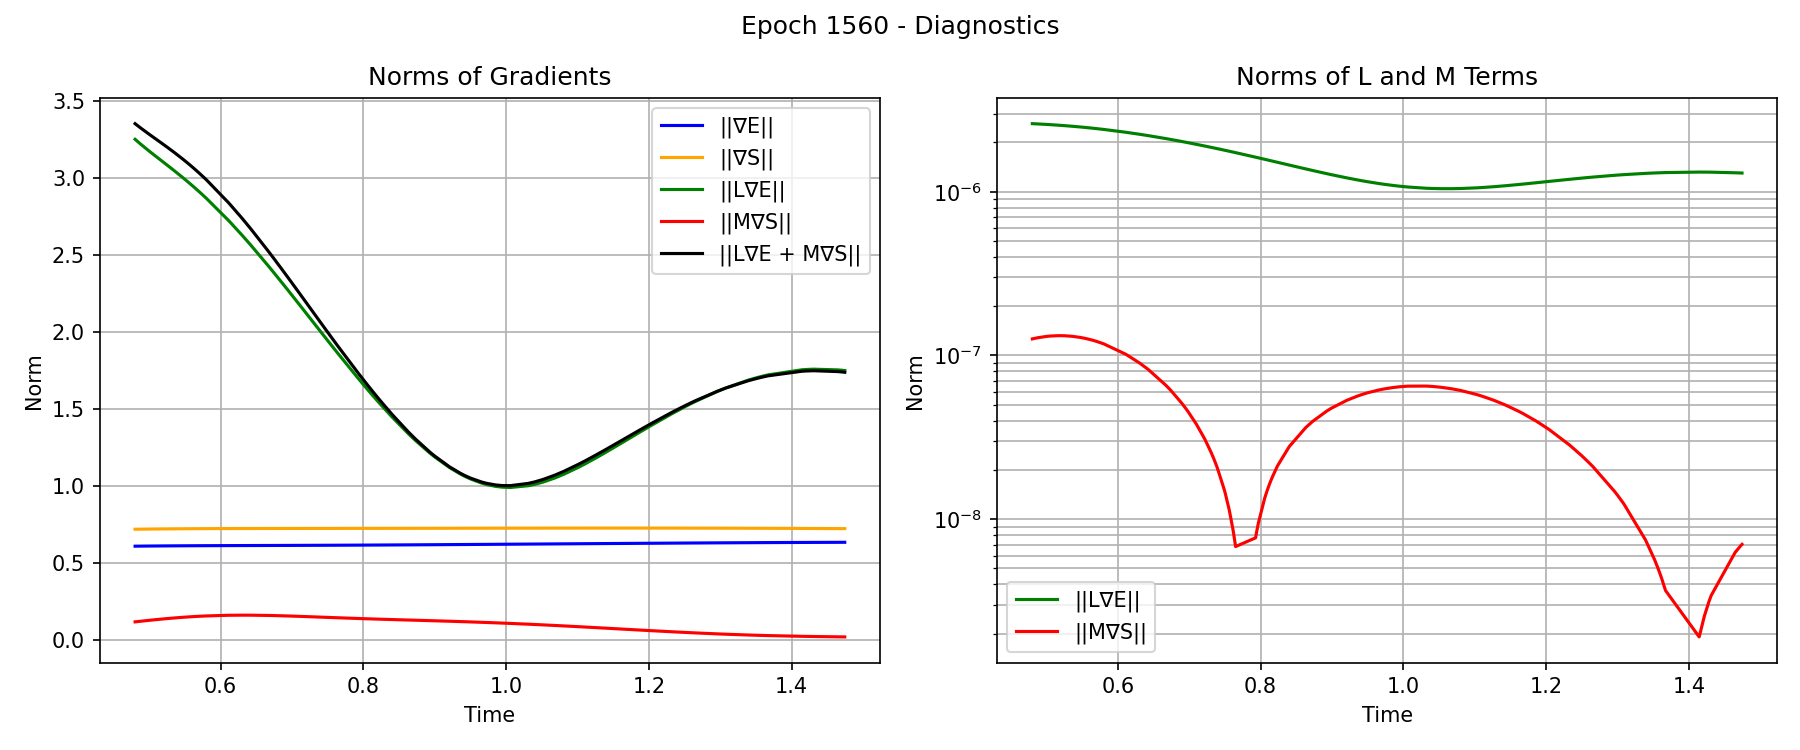 Epoch 1560 - Diagnostics
Norms of Gradients
3.5
3.0
2.5
2.0
1.5
1.0
0.5
0.0
Norm
||∇E||
||∇S||
||L∇E||
||M∇S||
||L∇E + M∇S||
0.6
0.8
1.0
1.2
1.4
Time
Norms of L and M Terms
10⁻⁶
10⁻⁷
10⁻⁸
Norm
||L∇E||
||M∇S||
0.6
0.8
1.0
1.2
1.4
Time